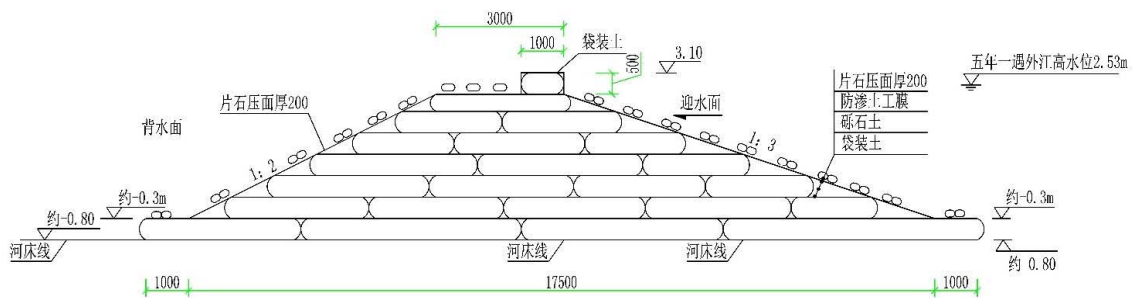 3000
1000
袋装土
500
3.10
五年一遇外江高水位2.53m
片石压面厚200
片石压面厚200
防渗土工膜
砾石土
袋装土
背水面
迎水面
1: 2
1: 3
约-0.3m
约-0.80
河床线
河床线
河床线
约-0.3m
约 0.80
1000
17500
1000